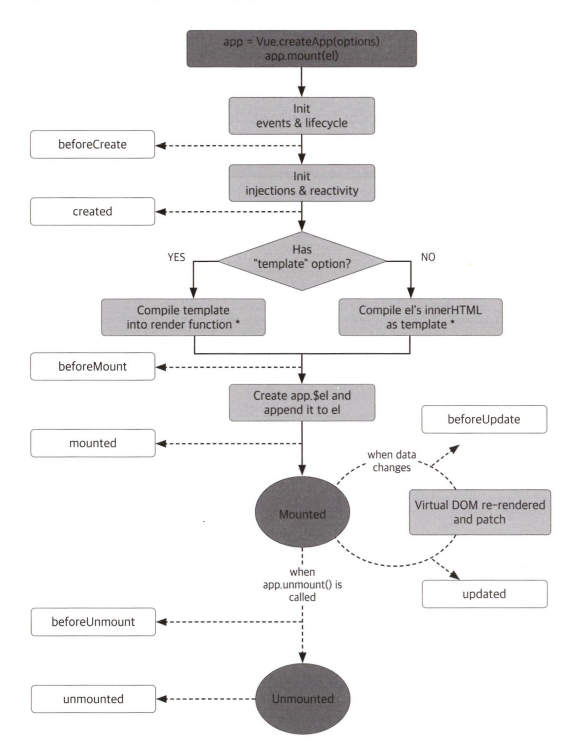 app = Vue.createApp(options)
app.mount(el)
Init
events & lifecycle
beforeCreate
Init
injections & reactivity
created
Has
"template" option?
YES
NO
Compile template
into render function *
Compile el's innerHTML
as template *
beforeMount
Create app.$el and
append it to el
beforeUpdate
mounted
when data
changes
Mounted
Virtual DOM re-rendered
and patch
when
app.unmount() is
called
updated
beforeUnmount
unmounted
Unmounted